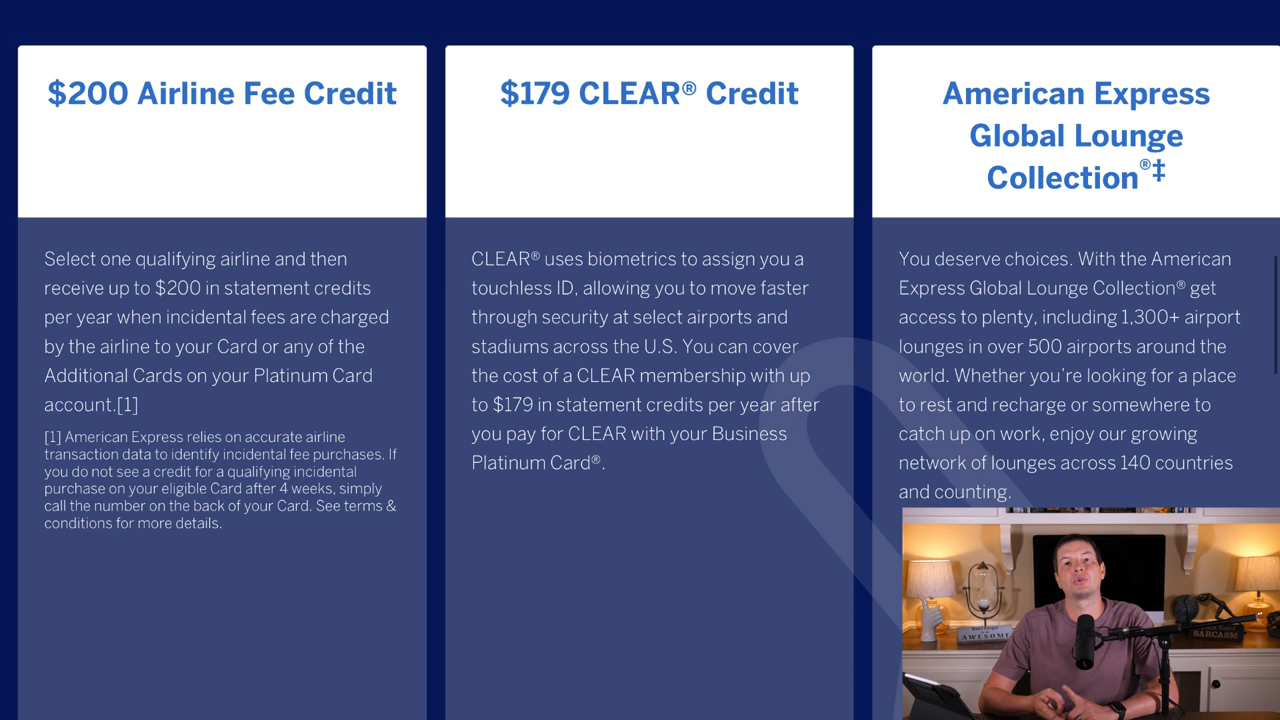 $200 Airline Fee Credit
Select one qualifying airline and then
receive up to $200 in statement credits
per year when incidental fees are charged
by the airline to your Card or any of the
Additional Cards on your Platinum Card
account.[1]
[1] American Express relies on accurate airline
transaction data to identify incidental fee purchases. If
you do not see a credit for a qualifying incidental
purchase on your eligible Card after 4 weeks, simply
call the number on the back of your Card. See terms &
conditions for more details.
$179 CLEAR® Credit
CLEAR® uses biometrics to assign you a
touchless ID, allowing you to move faster
through security at select airports and
stadiums across the U.S. You can cover
the cost of a CLEAR membership with up
to $179 in statement credits per year after
you pay for CLEAR with your Business
Platinum Card®.
American Express
Global Lounge
Collection®‡
You deserve choices. With the American
Express Global Lounge Collection® get
access to plenty, including 1,300+ airport
lounges in over 500 airports around the
world. Whether you're looking for a place
to rest and recharge or somewhere to
catch up on work, enjoy our growing
network of lounges across 140 countries
and counting.
AWESOME
SARCASM